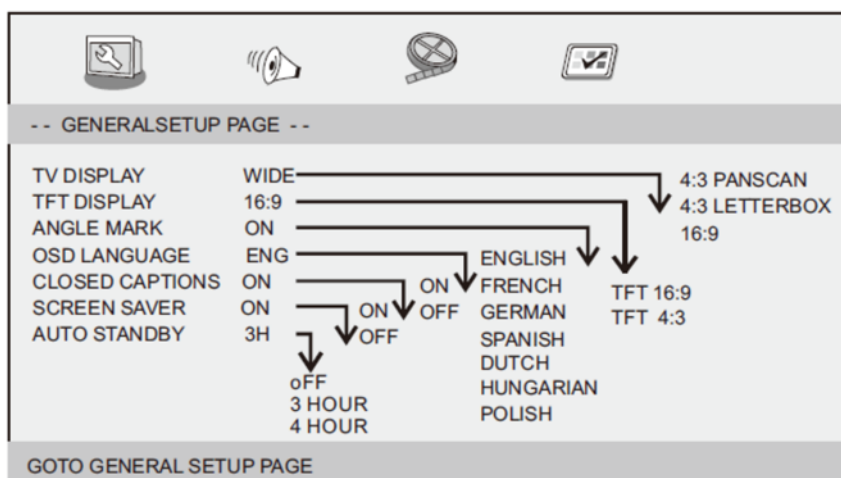 - - GENERALSETUP PAGE - -
TV DISPLAY WIDE
TFT DISPLAY 16:9
ANGLE MARK ON
OSD LANGUAGE ENG
CLOSED CAPTIONS ON
SCREEN SAVER ON
AUTO STANDBY 3H
4:3 PANSCAN
4:3 LETTERBOX
16:9
TFT 16:9
TFT 4:3
ENGLISH
FRENCH
GERMAN
SPANISH
DUTCH
HUNGARIAN
POLISH
ON
OFF
ON
OFF
oFF
3 HOUR
4 HOUR
GOTO GENERAL SETUP PAGE